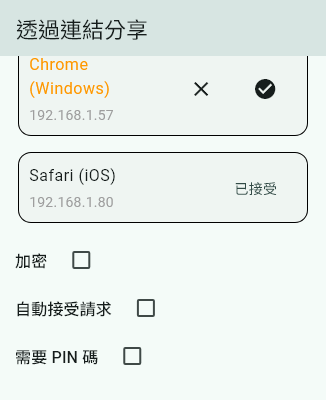 透過連結分享
Chrome
(Windows)
192.168.1.57
Safari (iOS)
192.168.1.80
已接受
加密
自動接受請求
需要 PIN 碼